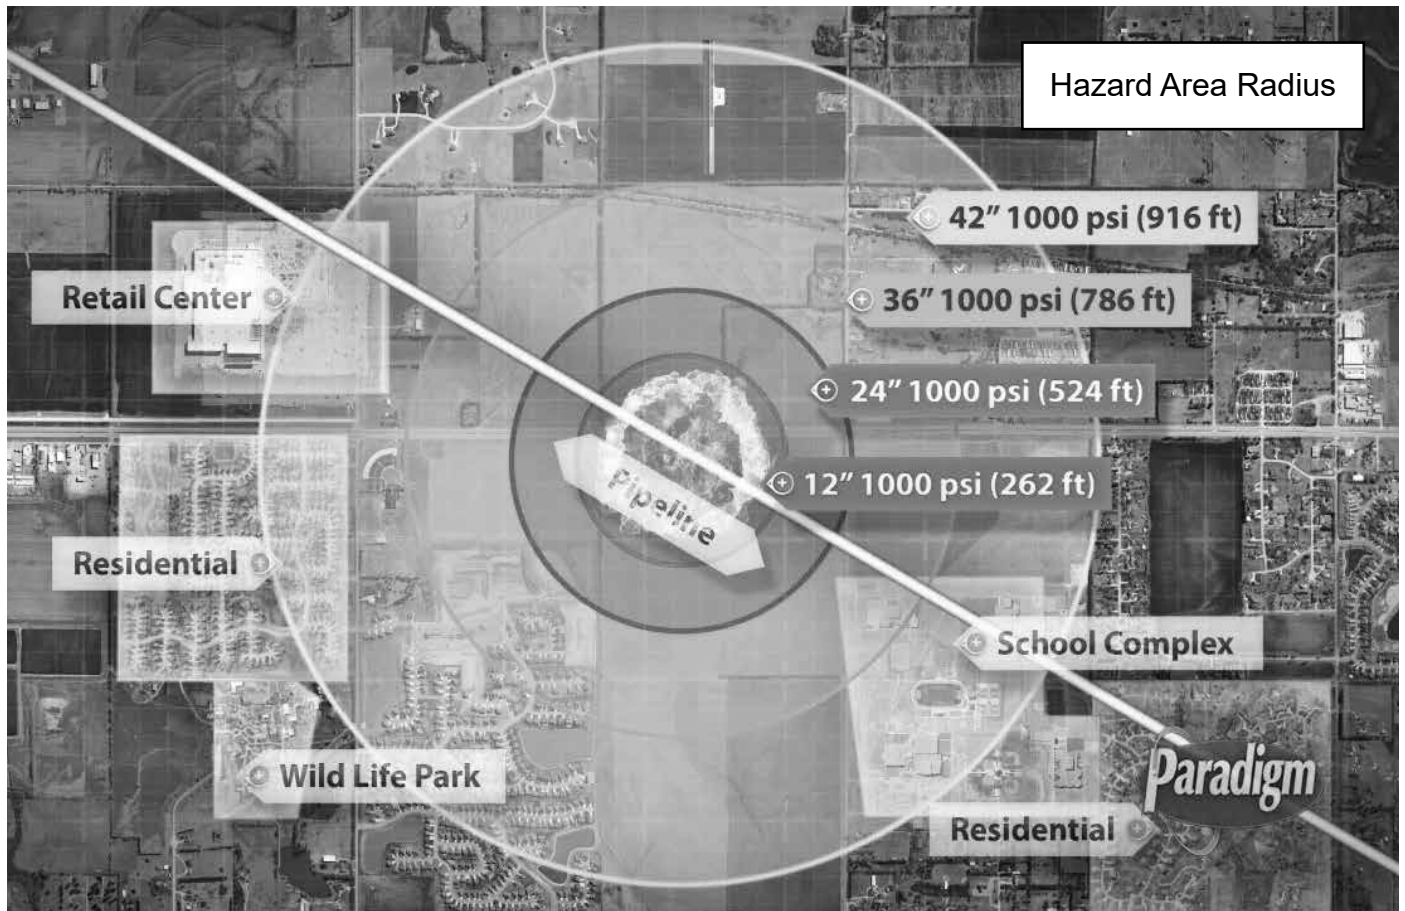 Hazard Area Radius
42” 1000 psi (916 ft)
Retail Center
36” 1000 psi (786 ft)
24” 1000 psi (524 ft)
12” 1000 psi (262 ft)
Pipeline
Residential
School Complex
Wild Life Park
Paradigm
Residential